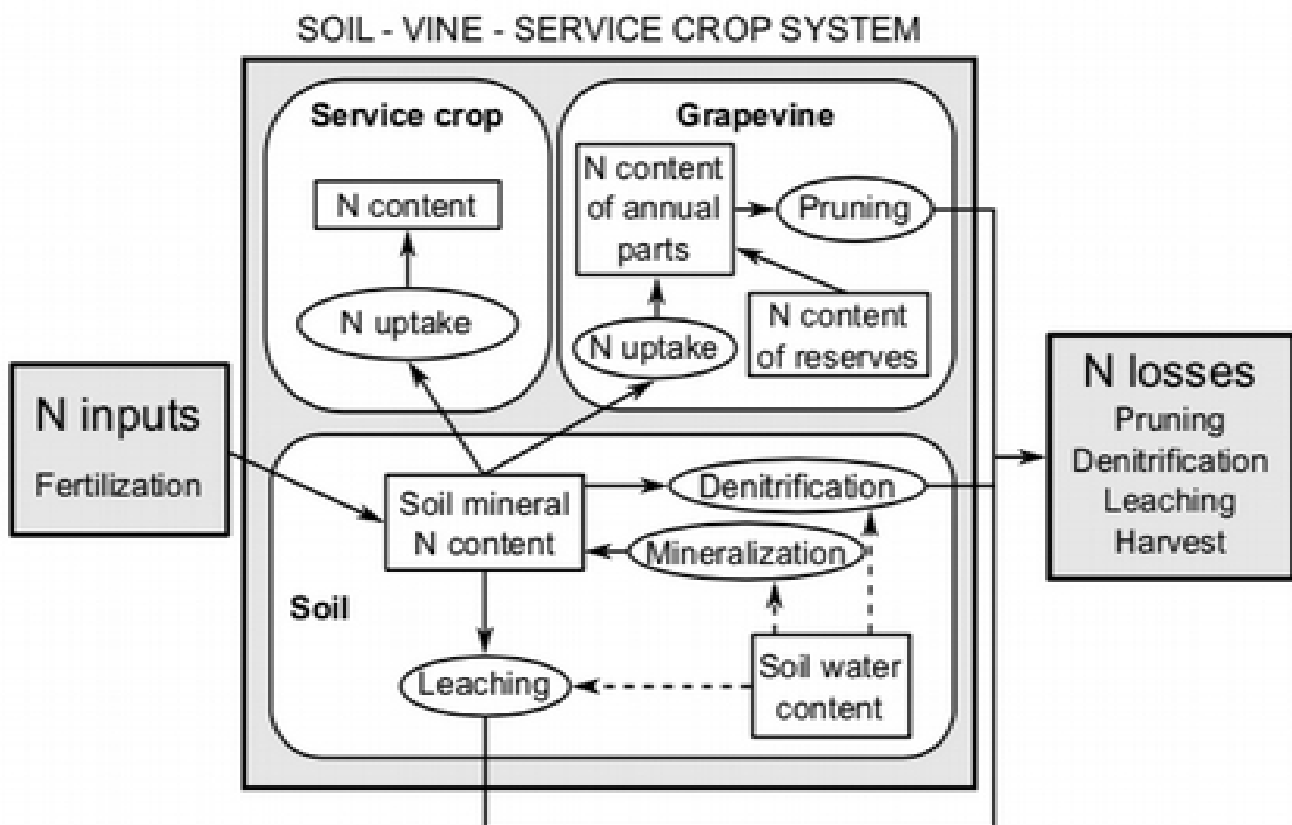 SOIL - VINE - SERVICE CROP SYSTEM
Service crop
N content
N uptake
Grapevine
N content
of annual
parts
Pruning
N uptake
N content
of reserves
N inputs
Fertilization
Soil mineral
N content
Denitrification
Mineralization
Soil
Leaching
Soil water
content
N losses
Pruning
Denitrification
Leaching
Harvest